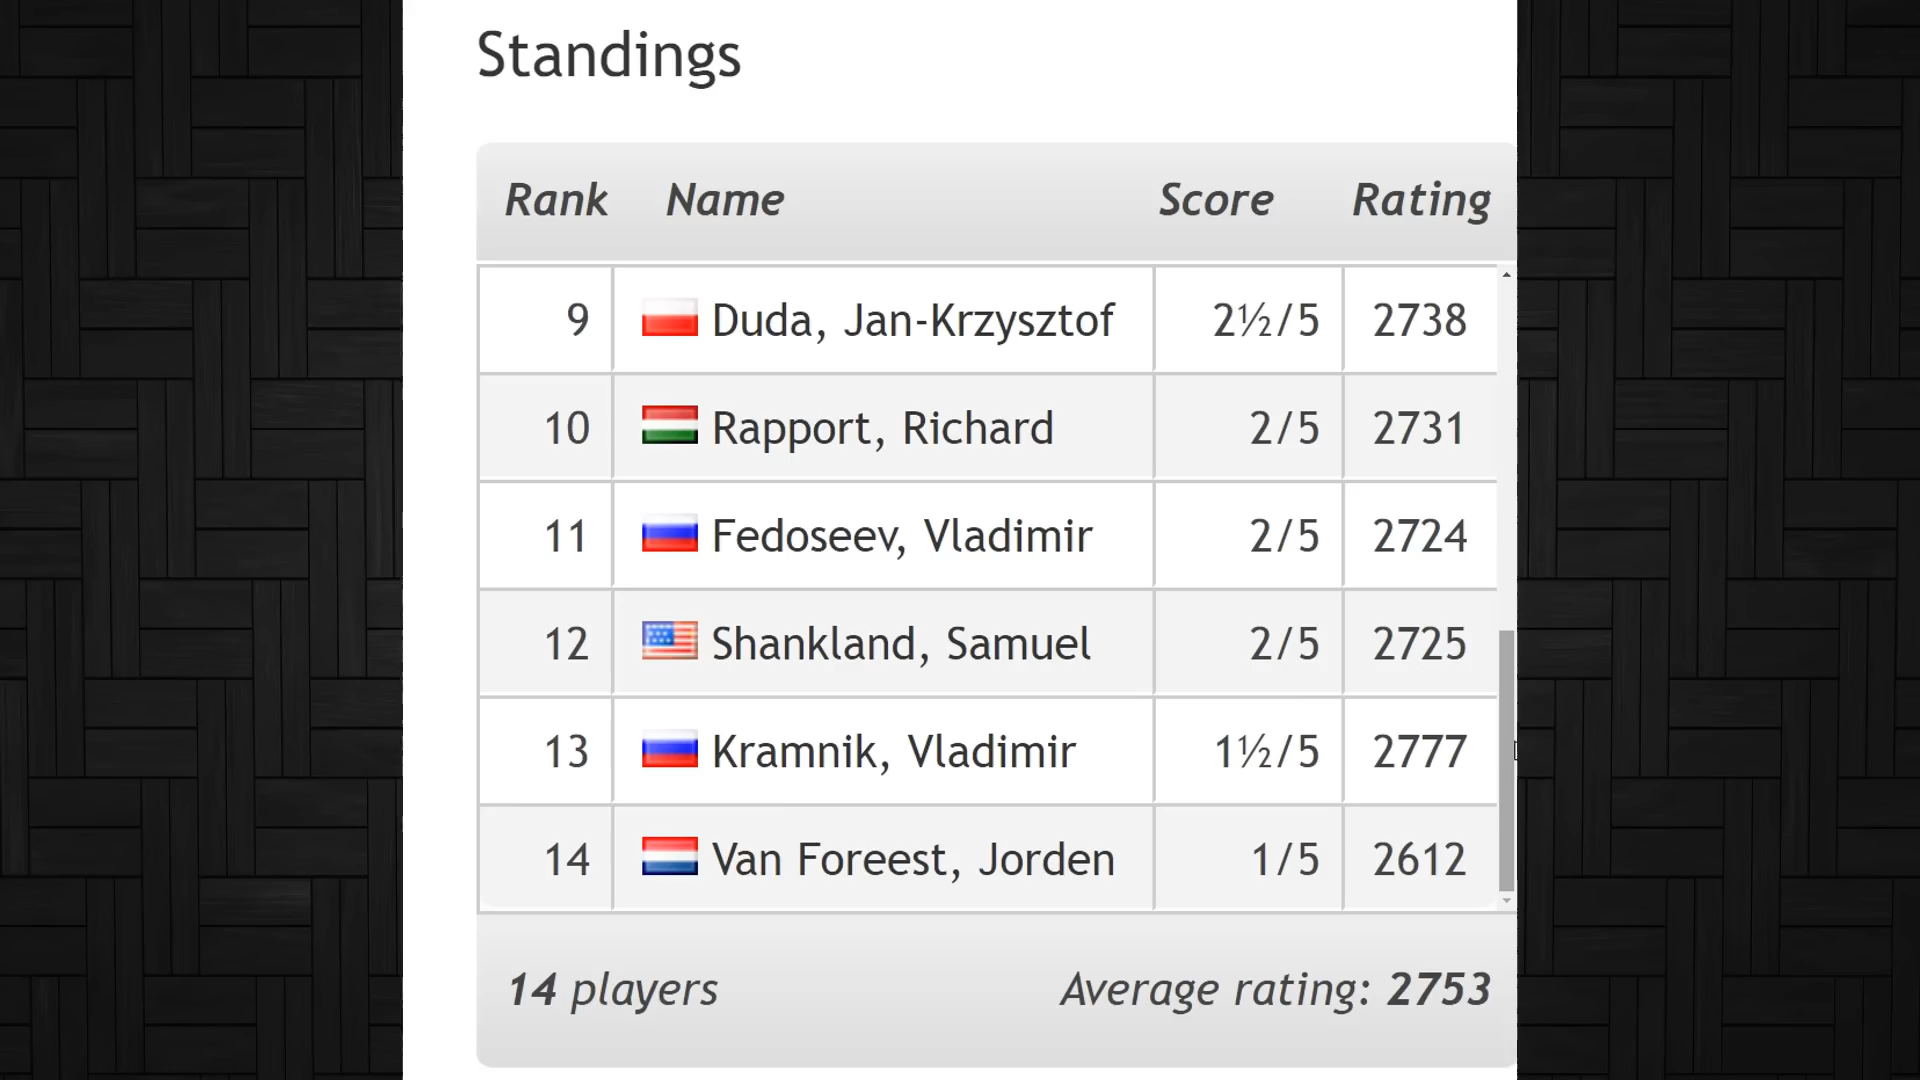 Standings
Rank Name Score Rating
9 Duda, Jan-Krzysztof 2½/5 2738
10 Rapport, Richard 2/5 2731
11 Fedoseev, Vladimir 2/5 2724
12 Shankland, Samuel 2/5 2725
13 Kramnik, Vladimir 1½/5 2777
14 Van Foreest, Jorden 1/5 2612
14 players Average rating: 2753